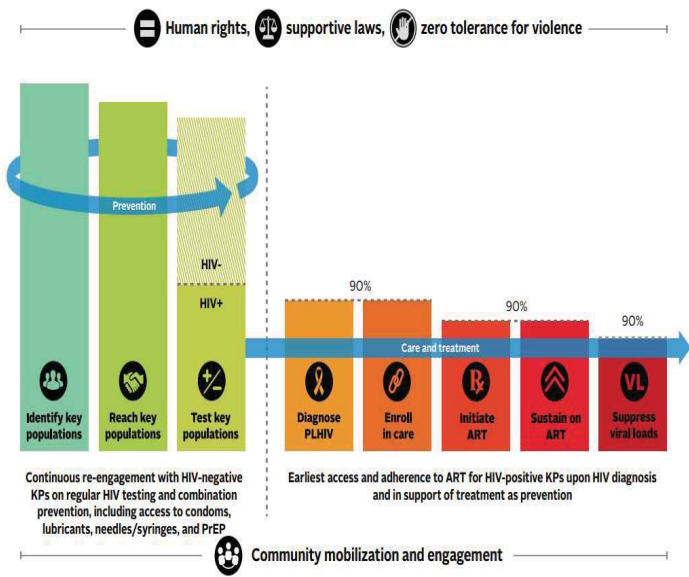 Human rights, supportive laws, zero tolerance for violence
Prevention
HIV-
HIV+
Identify key
populations
Reach key
populations
Test key
populations
90%
90%
90%
Care and treatment
Diagnose
PLHIV
Enroll
in care
Initiate
ART
Sustain on
ART
VL
Suppress
viral loads
Continuous re-engagement with HIV-negative
KPs on regular HIV testing and combination
prevention, including access to condoms,
lubricants, needles/syringes, and PrEP
Earliest access and adherence to ART for HIV-positive KPs upon HIV diagnosis
and in support of treatment as prevention
Community mobilization and engagement